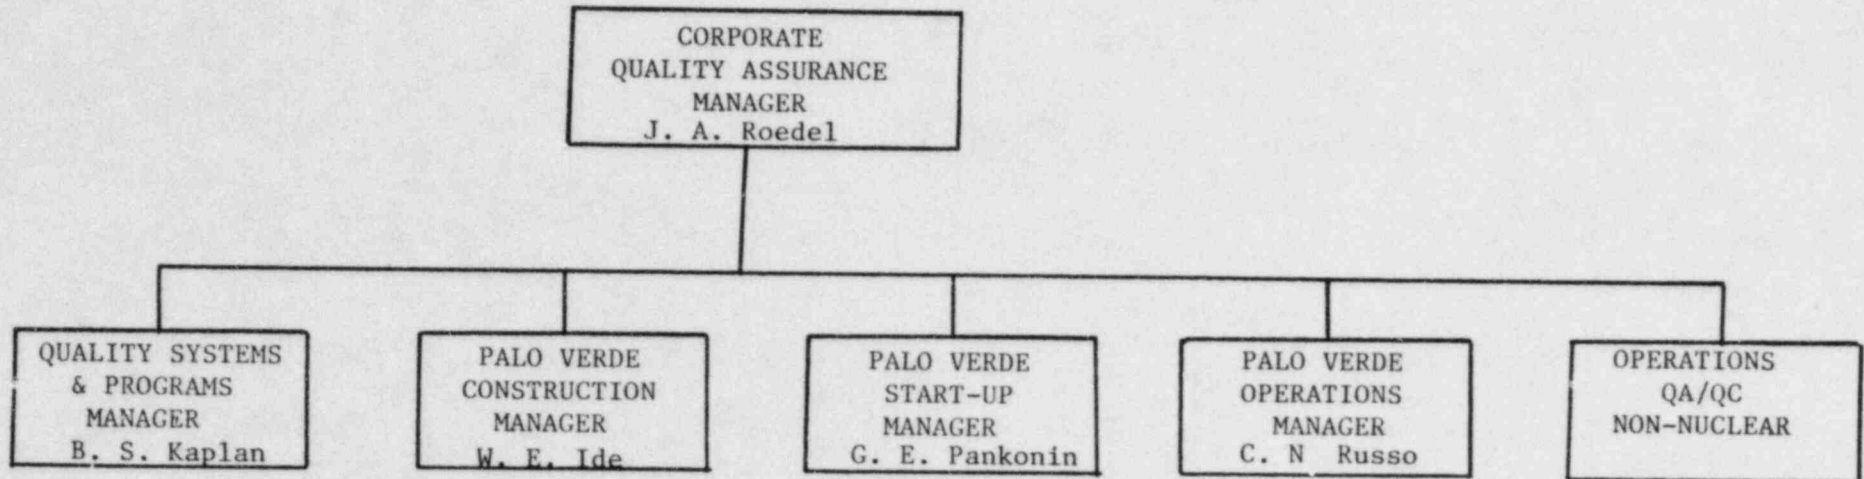 CORPORATE
QUALITY ASSURANCE
MANAGER
J. A. Roedel
QUALITY SYSTEMS
& PROGRAMS
MANAGER
B. S. Kaplan
PALO VERDE
CONSTRUCTION
MANAGER
W. E. Ide
PALO VERDE
START-UP
MANAGER
G. E. Pankonin
PALO VERDE
OPERATIONS
MANAGER
C. N Russo
OPERATIONS
QA/QC
NON-NUCLEAR